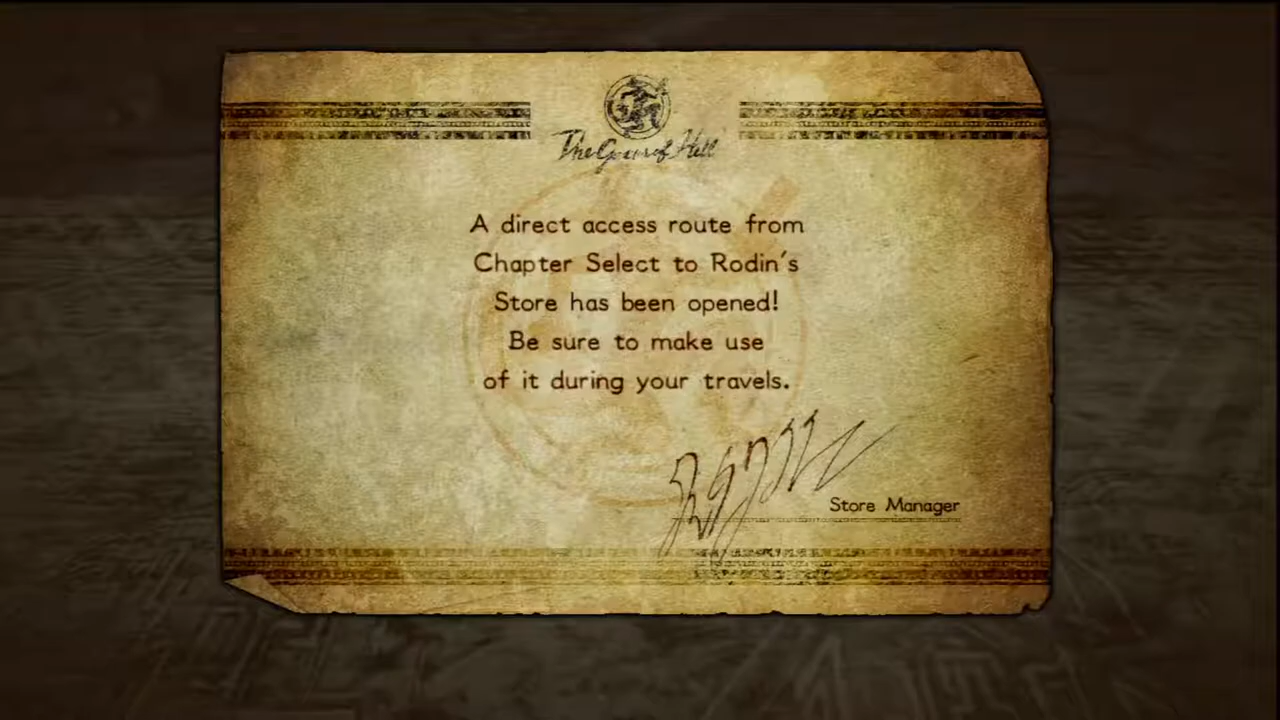 The Gates of Hell
A direct access route from
Chapter Select to Rodin's
Store has been opened!
Be sure to make use
of it during your travels.
Store Manager